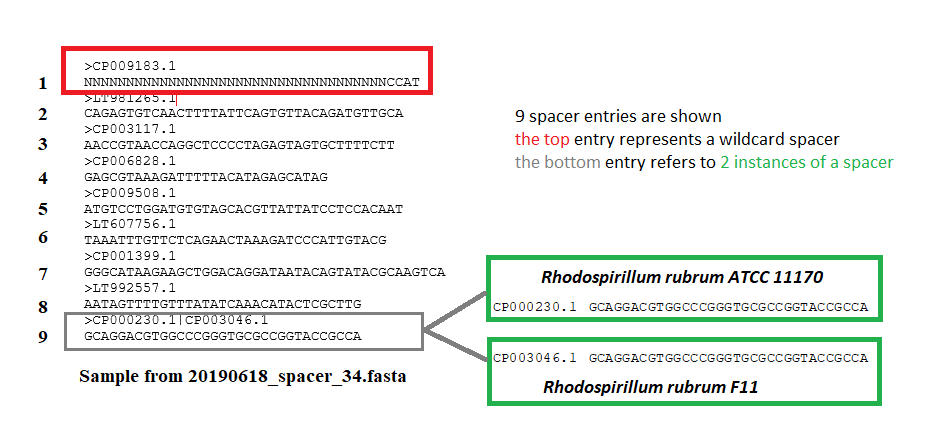 >CP009183.1
1 NNNNNNNNNNNNNNNNNNNNNNNNNNNNNNNNNNNCCAT
>LT981265.1
2 CAGAGTGTCAACTTTTATTCAGTGTTACAGATGTTGCA
>CP003117.1
3 AACCGTAACCAGGCTCCCCTAGAGTAGTGCTTTTCTT
>CP006828.1
4 GAGCGTAAAGATTTTTACATAGAGCATAG
>CP009508.1
5 ATGTCCTGGATGTGTAGCACGTTATTATCCTCCACAAT
>LT607756.1
6 TAAATTTGTTCTCAGAACTAAAGATCCCATTGTACG
>CP001399.1
7 GGGCATAAGAAGCTGGACAGGATAATACAGTATACGCAAGTCA
>LT992557.1
8 AATAGTTTTGTTTATATCAAACATACTCGCTTG
>CP000230.1|CP003046.1
9 GCAGGACGTGGCCCGGGTGCGCCGGTACCGCCA
Sample from 20190618_spacer_34.fasta
9 spacer entries are shown
the top entry represents a wildcard spacer
the bottom entry refers to 2 instances of a spacer
Rhodospirillum rubrum ATCC 11170
CP000230.1 GCAGGACGTGGCCCGGGTGCGCCGGTACCGCCA
CP003046.1 GCAGGACGTGGCCCGGGTGCGCCGGTACCGCCA
Rhodospirillum rubrum F11